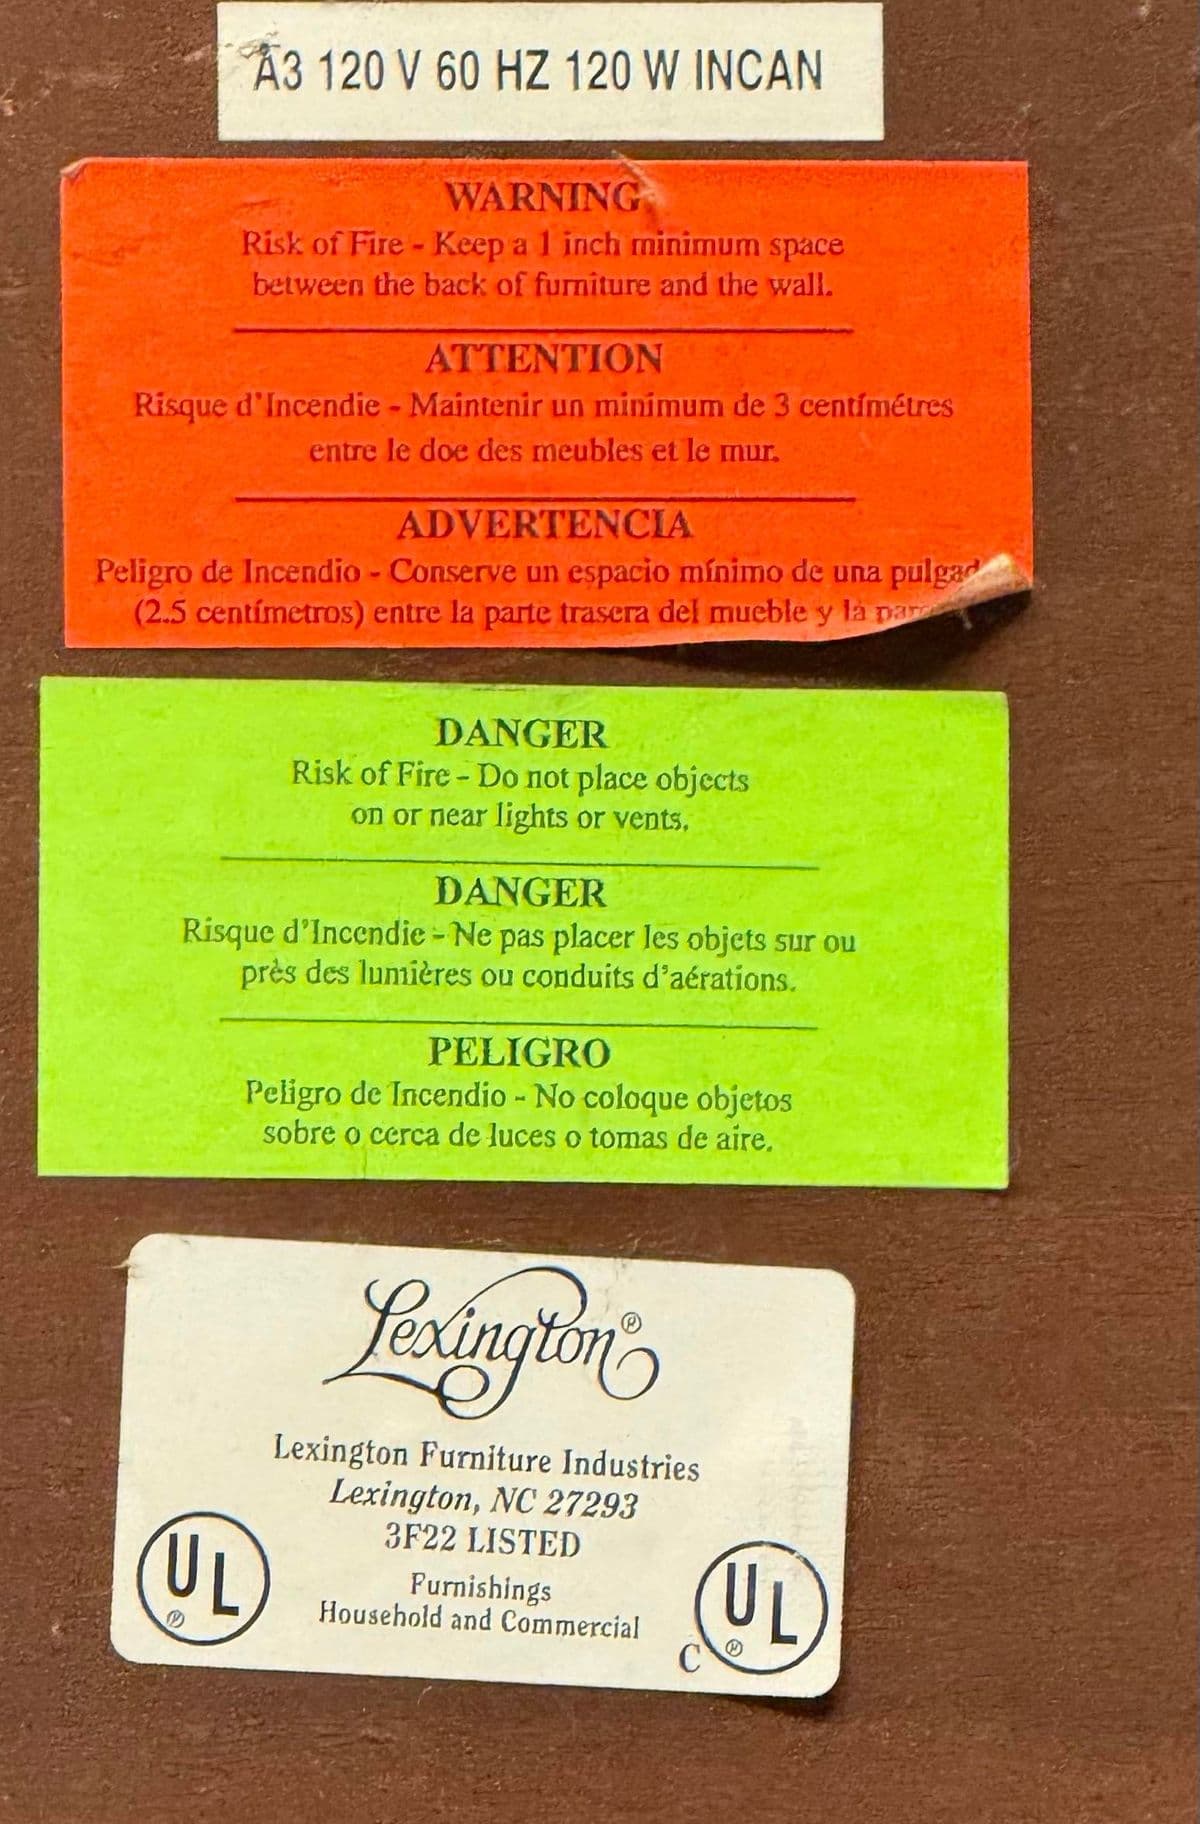 A3 120 V 60 HZ 120 W INCAN
WARNING
Risk of Fire - Keep a 1 inch minimum space
between the back of furniture and the wall.
ATTENTION
Risque d'Incendie - Maintenir un minimum de 3 centímétres
entre le doe des meubles et le mur.
ADVERTENCIA
Peligro de Incendio - Conserve un espacio mínimo de una
(2.5 centímetros) entre la parte trasera del mueble y la
DANGER
Risk of Fire - Do not place objects
on or near lights or vents.
DANGER
Risque d'Incendie - Ne pas placer les objets sur ou
près des lumières ou conduits d'aérations.
PELIGRO
Peligro de Incendio - No coloque objetos
sobre o cerca de luces o tomas de aire.
Lexington®
Lexington Furniture Industries
Lexington, NC 27293
3F22 LISTED
Furnishings
Household and Commercial
UL®
C UL®